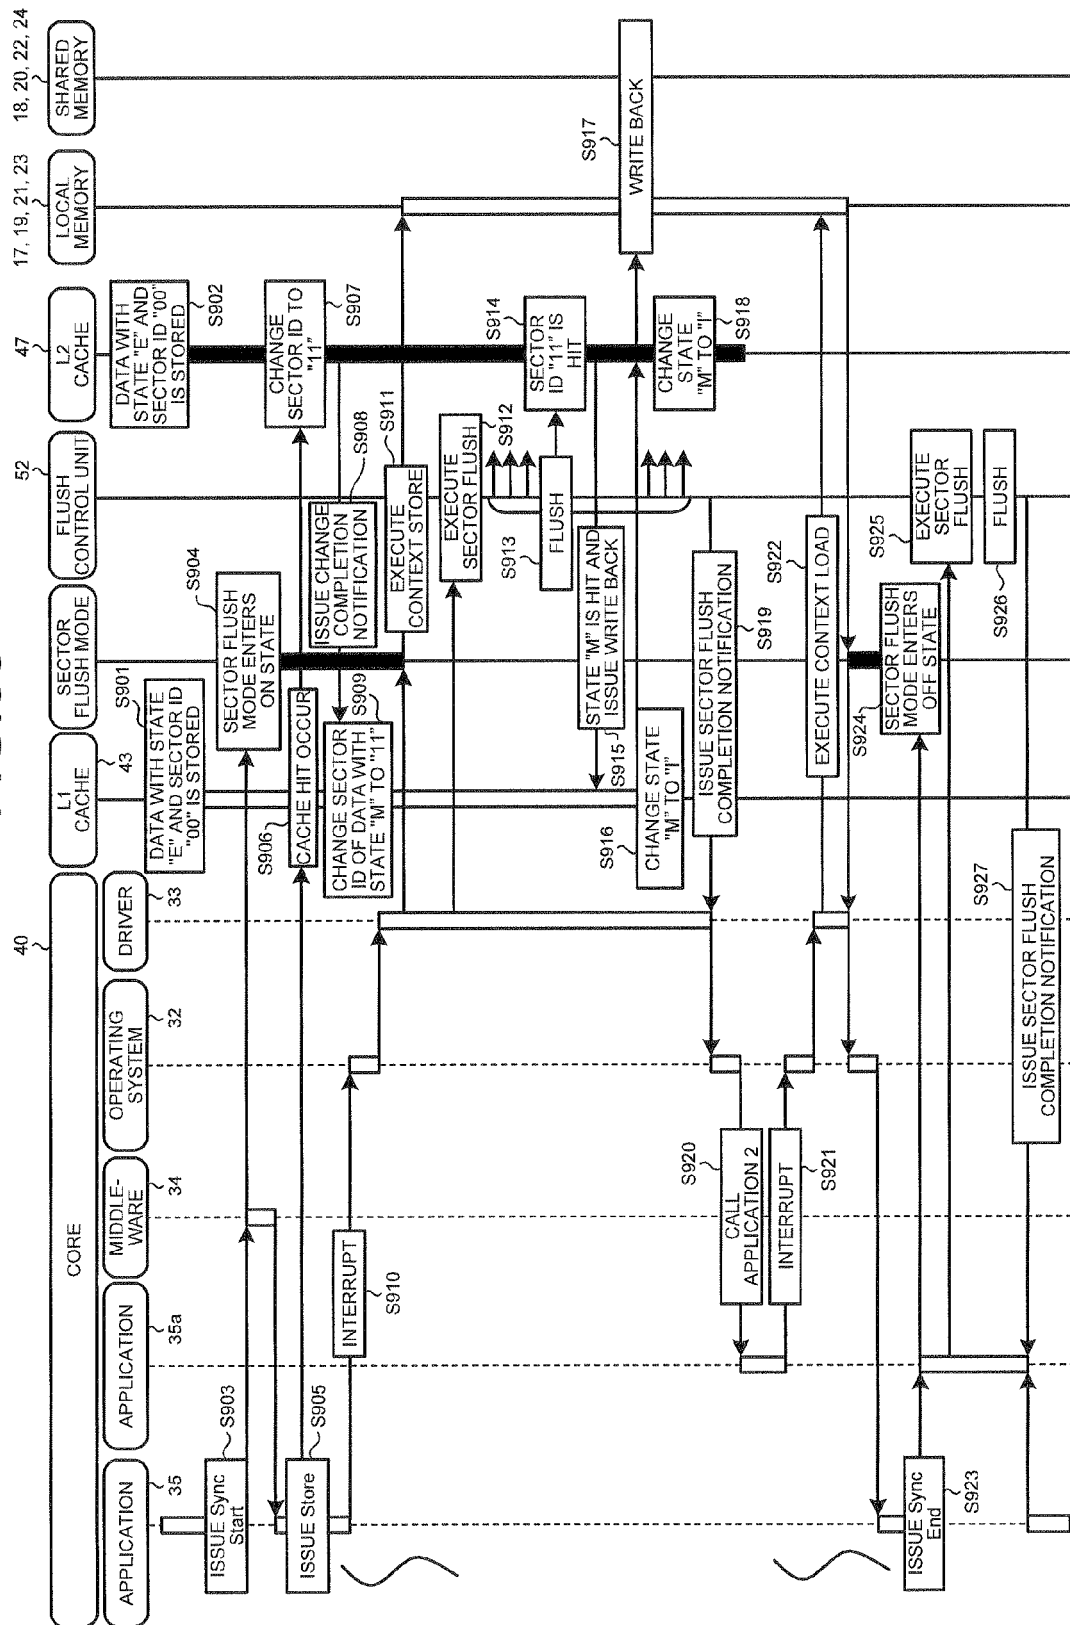 40
CORE
APPLICATION
35
APPLICATION
35a
MIDDLE-
WARE
34
OPERATING
SYSTEM
32
DRIVER
33
L1
CACHE
43
SECTOR
FLUSH MODE
FLUSH
CONTROL UNIT
52
L2
CACHE
47
LOCAL
MEMORY
17, 19, 21, 23
SHARED
MEMORY
18, 20, 22, 24
DATA WITH STATE
"E" AND SECTOR ID
"00" IS STORED
S901
DATA WITH
STATE "E" AND
SECTOR ID "00"
IS STORED
S902
ISSUE Sync
Start
S903
SECTOR FLUSH
MODE ENTERS
ON STATE
S904
ISSUE Store
S905
CACHE HIT OCCUR
S906
CHANGE
SECTOR ID TO
"11"
S907
ISSUE CHANGE
COMPLETION
NOTIFICATION
S908
CHANGE SECTOR
ID OF DATA WITH
STATE "M" TO "11"
S909
INTERRUPT
S910
EXECUTE
CONTEXT STORE
S911
EXECUTE
SECTOR FLUSH
S912
FLUSH
S913
SECTOR
ID "11" IS
HIT
S914
STATE "M" IS HIT AND
ISSUE WRITE BACK
S915
CHANGE STATE
"M" TO "I"
S916
WRITE BACK
S917
CHANGE
STATE
"M" TO "I"
S918
ISSUE SECTOR FLUSH
COMPLETION NOTIFICATION
S919
CALL
APPLICATION 2
S920
INTERRUPT
S921
EXECUTE CONTEXT LOAD
S922
ISSUE Sync
End
S923
SECTOR FLUSH
MODE ENTERS
OFF STATE
S924
EXECUTE
SECTOR
FLUSH
S925
FLUSH
S926
ISSUE SECTOR FLUSH
COMPLETION NOTIFICATION
S927